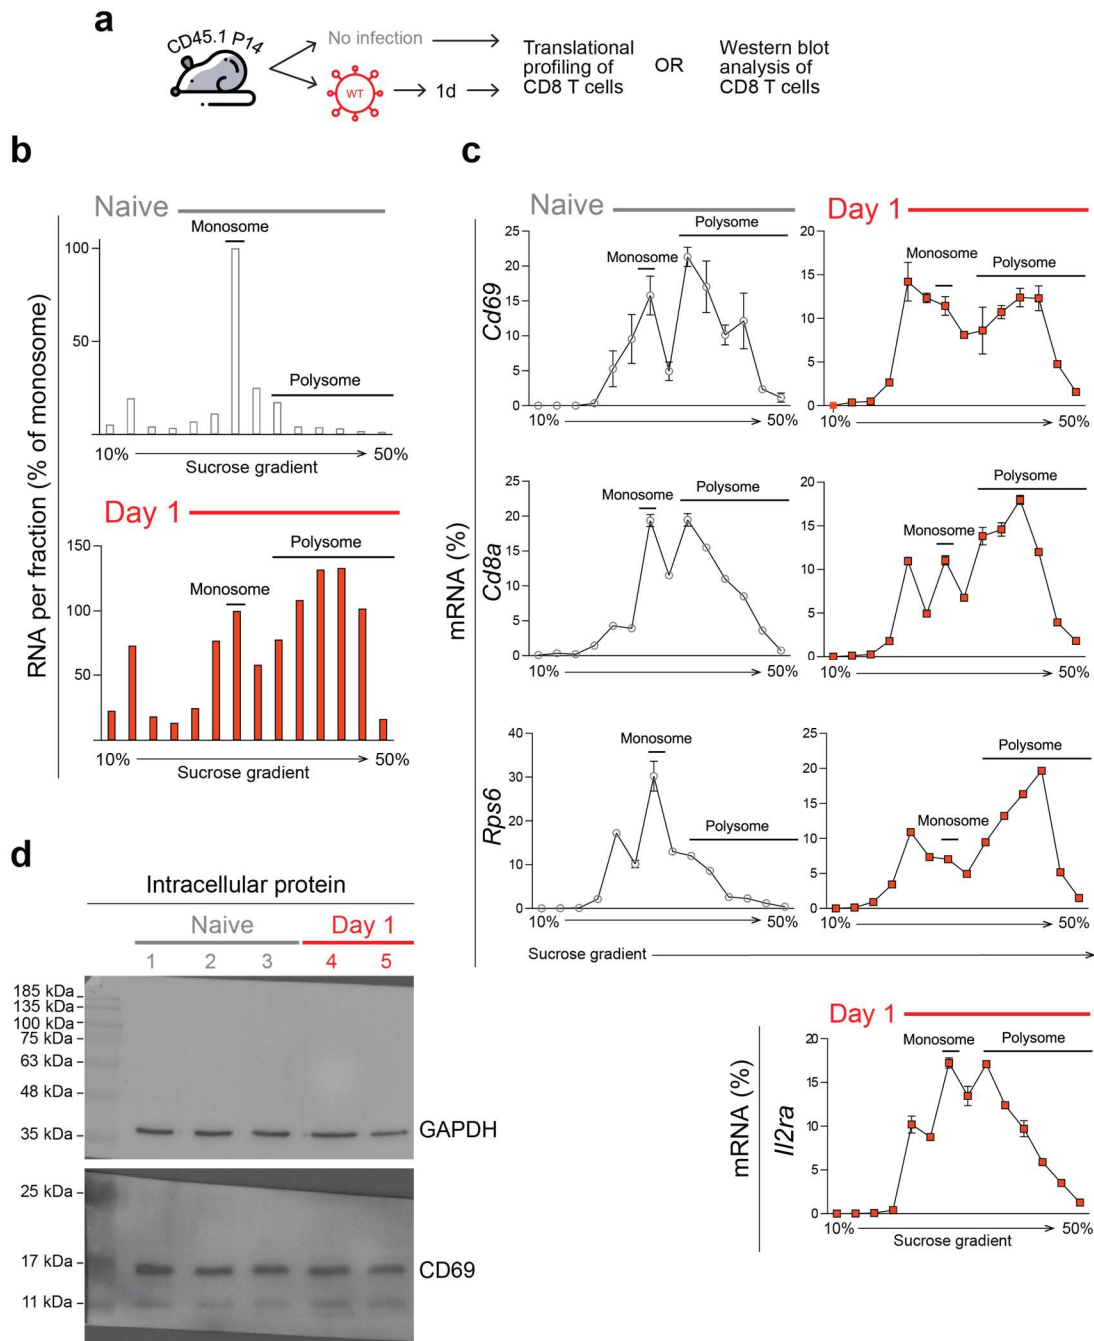 a
CD45.1 P14
No infection
WT
1d
Translational
profiling of
CD8 T cells
OR
Western blot
analysis of
CD8 T cells
b
RNA per fraction (% of monosome)
Naive
Monosome
Polysome
100
50
10%
50%
Sucrose gradient
Day 1
Polysome
Monosome
150
100
50
10%
50%
Sucrose gradient
c
mRNA (%)
Naive
Day 1
Cd69
Polysome
Monosome
25
20
15
10
5
0
10%
50%
Monosome
Polysome
20
15
10
5
0
10%
50%
Cd8a
Monosome
Polysome
25
20
15
10
5
0
10%
50%
Polysome
Monosome
20
15
10
5
0
10%
50%
Rps6
Monosome
Polysome
40
30
20
10
0
10%
50%
Polysome
Monosome
25
20
15
10
5
0
10%
50%
Sucrose gradient
Day 1
mRNA (%)
Il2ra
Monosome
Polysome
20
15
10
5
0
10%
50%
Sucrose gradient
d
Intracellular protein
Naive
Day 1
1 2 3 4 5
185 kDa
135 kDa
100 kDa
75 kDa
63 kDa
48 kDa
35 kDa
GAPDH
25 kDa
17 kDa
11 kDa
CD69